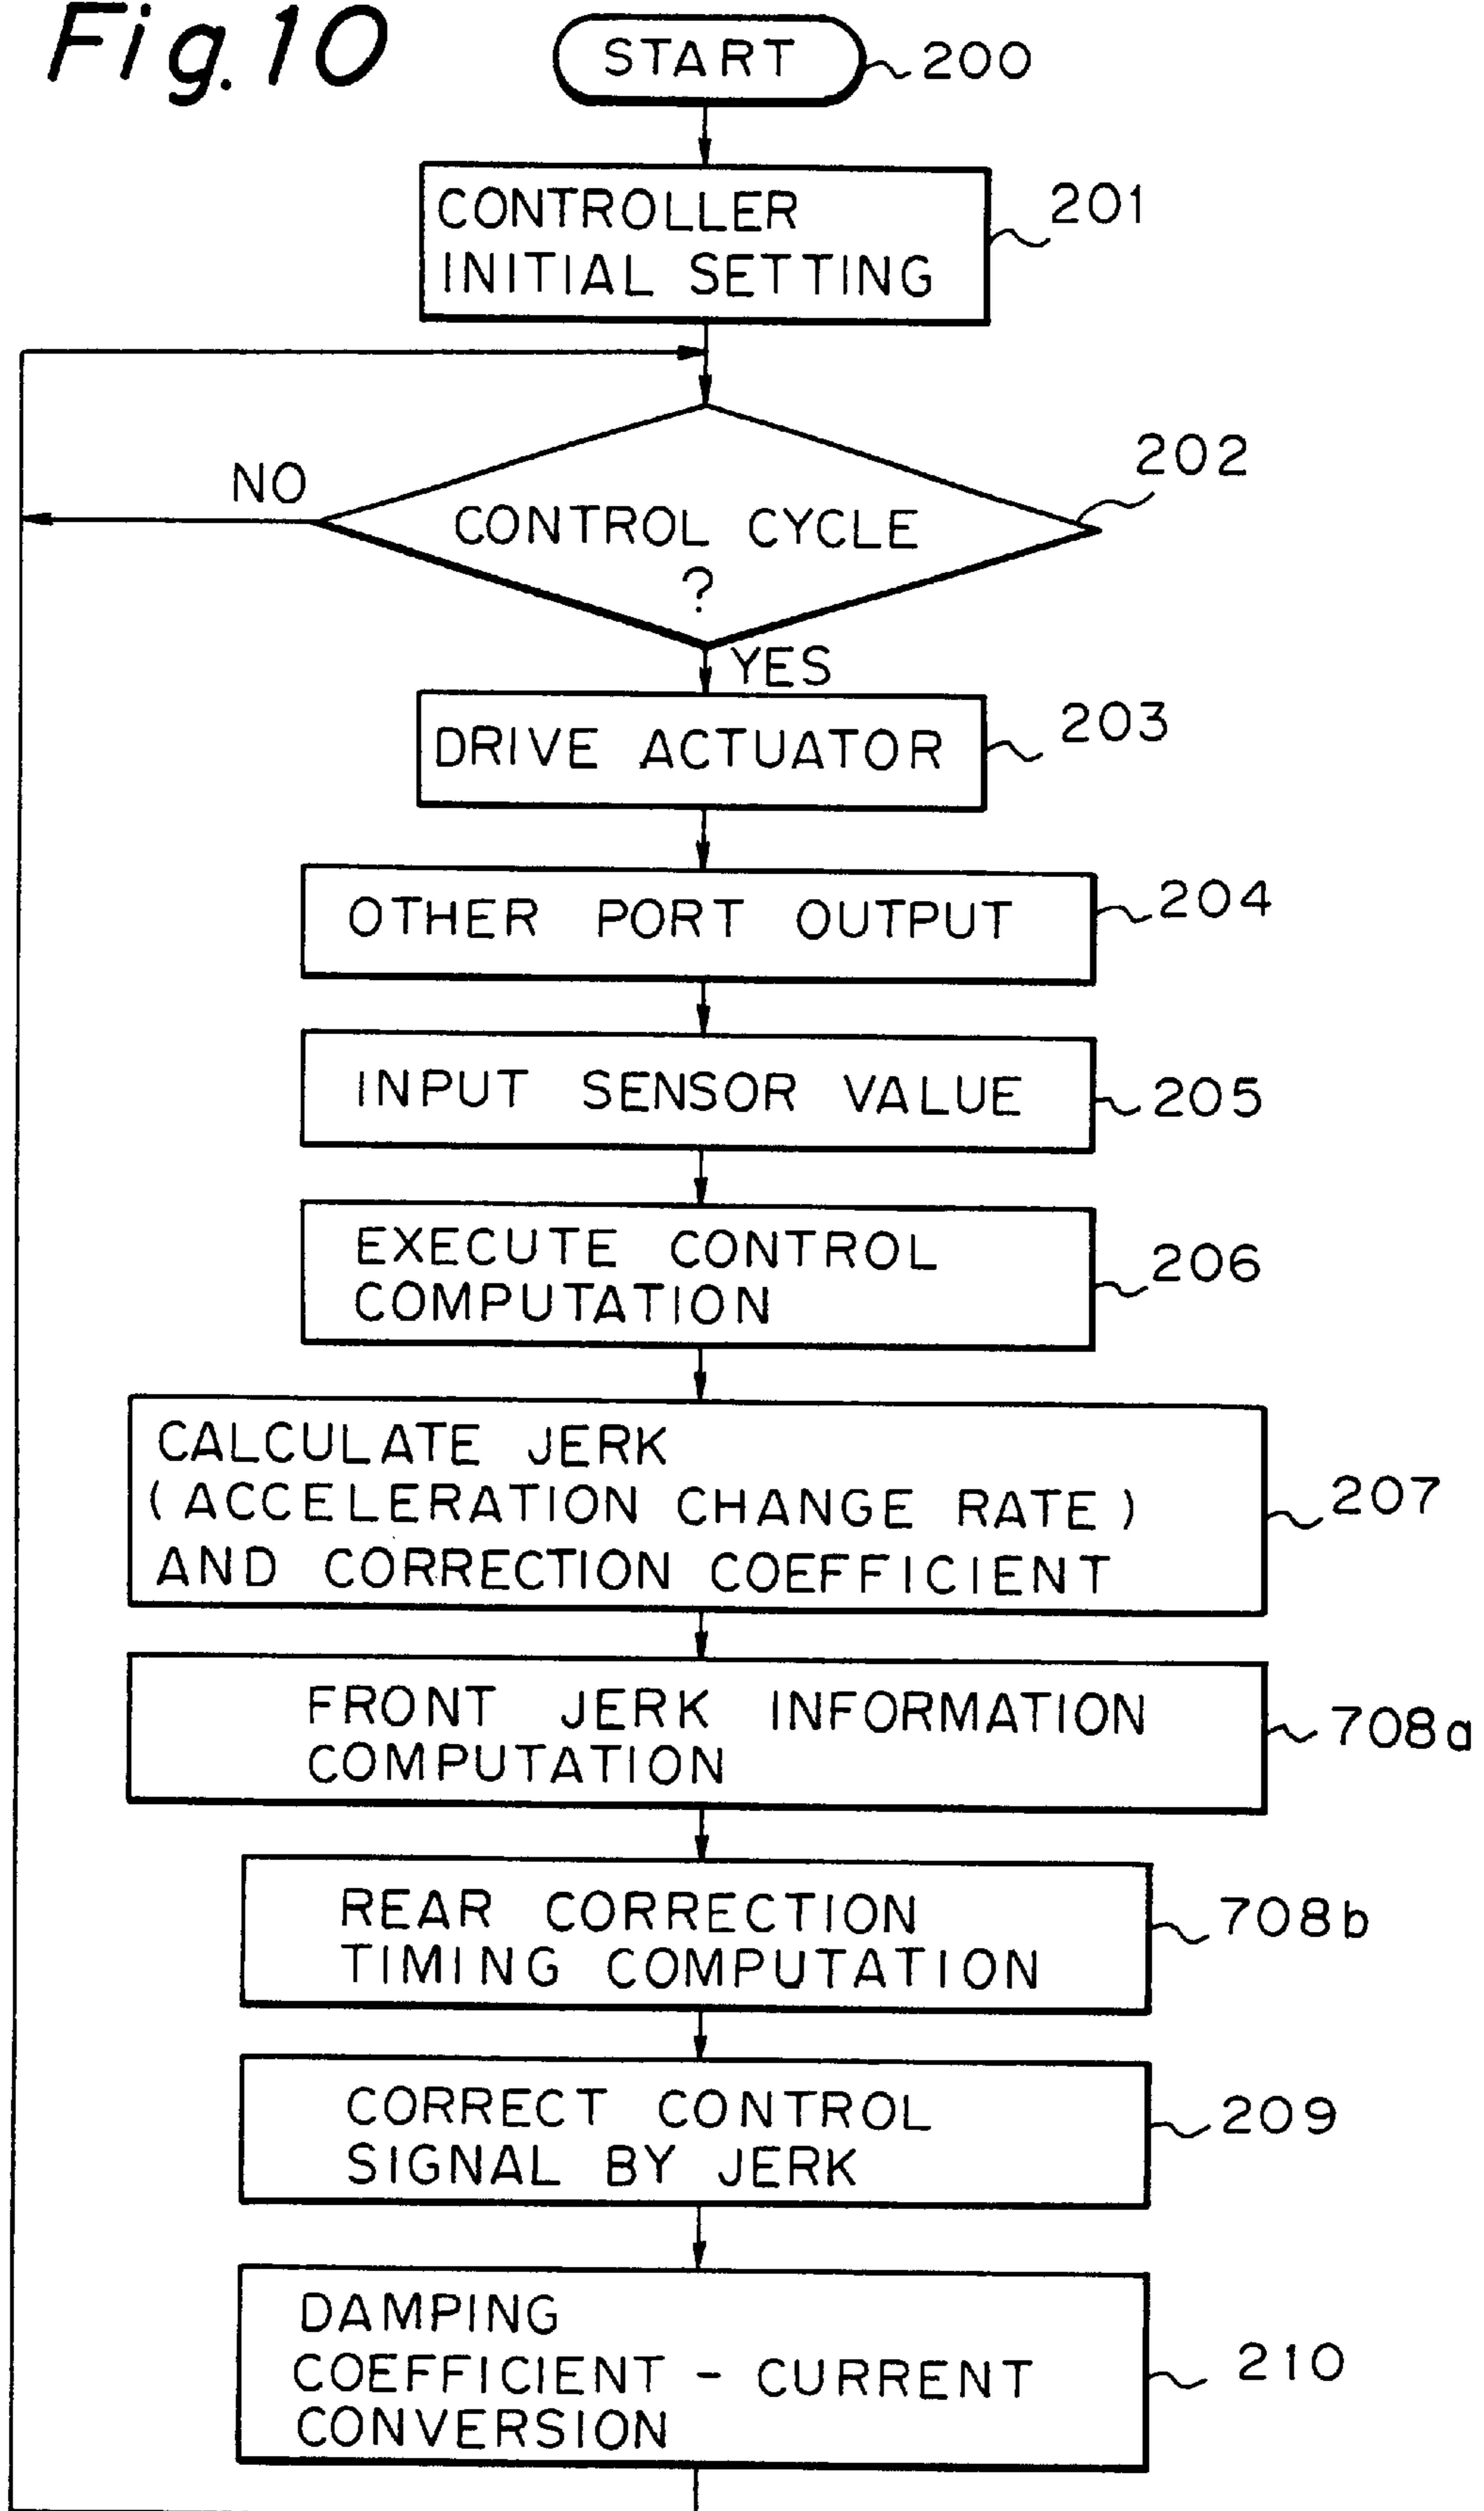 Fig.10
START
200
CONTROLLER
INITIAL SETTING
201
202
NO
CONTROL CYCLE
?
YES
DRIVE ACTUATOR
203
OTHER PORT OUTPUT
204
INPUT SENSOR VALUE
205
EXECUTE CONTROL
COMPUTATION
206
CALCULATE JERK
(ACCELERATION CHANGE RATE)
AND CORRECTION COEFFICIENT
207
FRONT JERK INFORMATION
COMPUTATION
708a
REAR CORRECTION
TIMING COMPUTATION
708b
CORRECT CONTROL
SIGNAL BY JERK
209
DAMPING
COEFFICIENT - CURRENT
CONVERSION
210